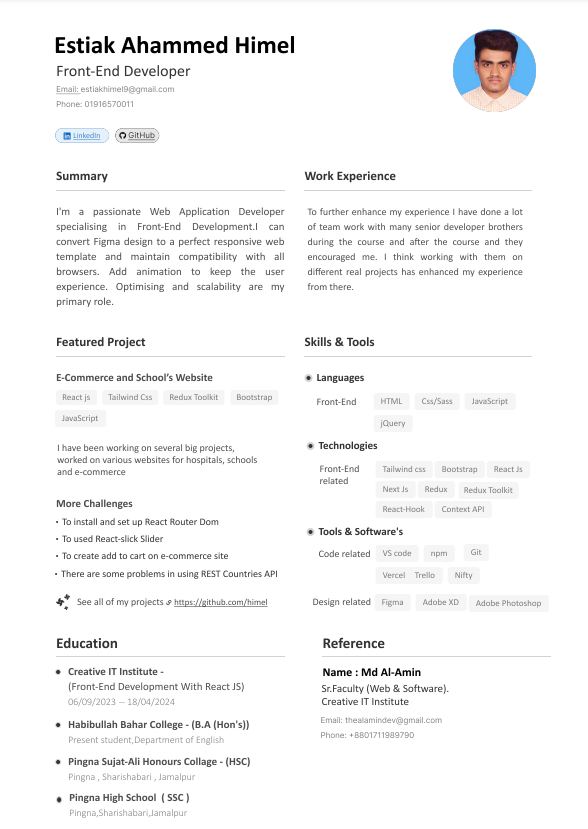 Estiak Ahammed Himel
Front-End Developer
Email: estiakhimel9@gmail.com
Phone: 01916570011
LinkedIn GitHub
Summary
I'm a passionate Web Application Developer
specialising in Front-End Development.I can
convert Figma design to a perfect responsive web
template and maintain compatibility with all
browsers. Add animation to keep the user
experience. Optimising and scalability are my
primary role.
Work Experience
To further enhance my experience I have done a lot
of team work with many senior developer brothers
during the course and after the course and they
encouraged me. I think working with them on
different real projects has enhanced my experience
from there.
Featured Project
E-Commerce and School's Website
React js Tailwind Css Redux Toolkit Bootstrap
JavaScript
I have been working on several big projects,
worked on various websites for hospitals, schools
and e-commerce
More Challenges
• To install and set up React Router Dom
• To used React-slick Slider
• To create add to cart on e-commerce site
• There are some problems in using REST Countries API
See all of my projects https://github.com/himel
Skills & Tools
Languages
Front-End HTML Css/Sass JavaScript
jQuery
Technologies
Front-End
related
Tailwind css Bootstrap React Js
Next Js Redux Redux Toolkit
React-Hook Context API
Tools & Software's
Code related VS code npm Git
Vercel Trello Nifty
Design related Figma Adobe XD Adobe Photoshop
Education
Creative IT Institute -
(Front-End Development With React JS)
06/09/2023 -- 18/04/2024
Habibullah Bahar College - (B.A (Hon's))
Present student,Department of English
Pingna Sujat-Ali Honours Collage - (HSC)
Pingna , Sharishabari , Jamalpur
Pingna High School ( SSC )
Pingna,Sharishabari,Jamalpur
Reference
Name : Md Al-Amin
Sr.Faculty (Web & Software).
Creative IT Institute
Email: thealamindev@gmail.com
Phone: +8801711989790